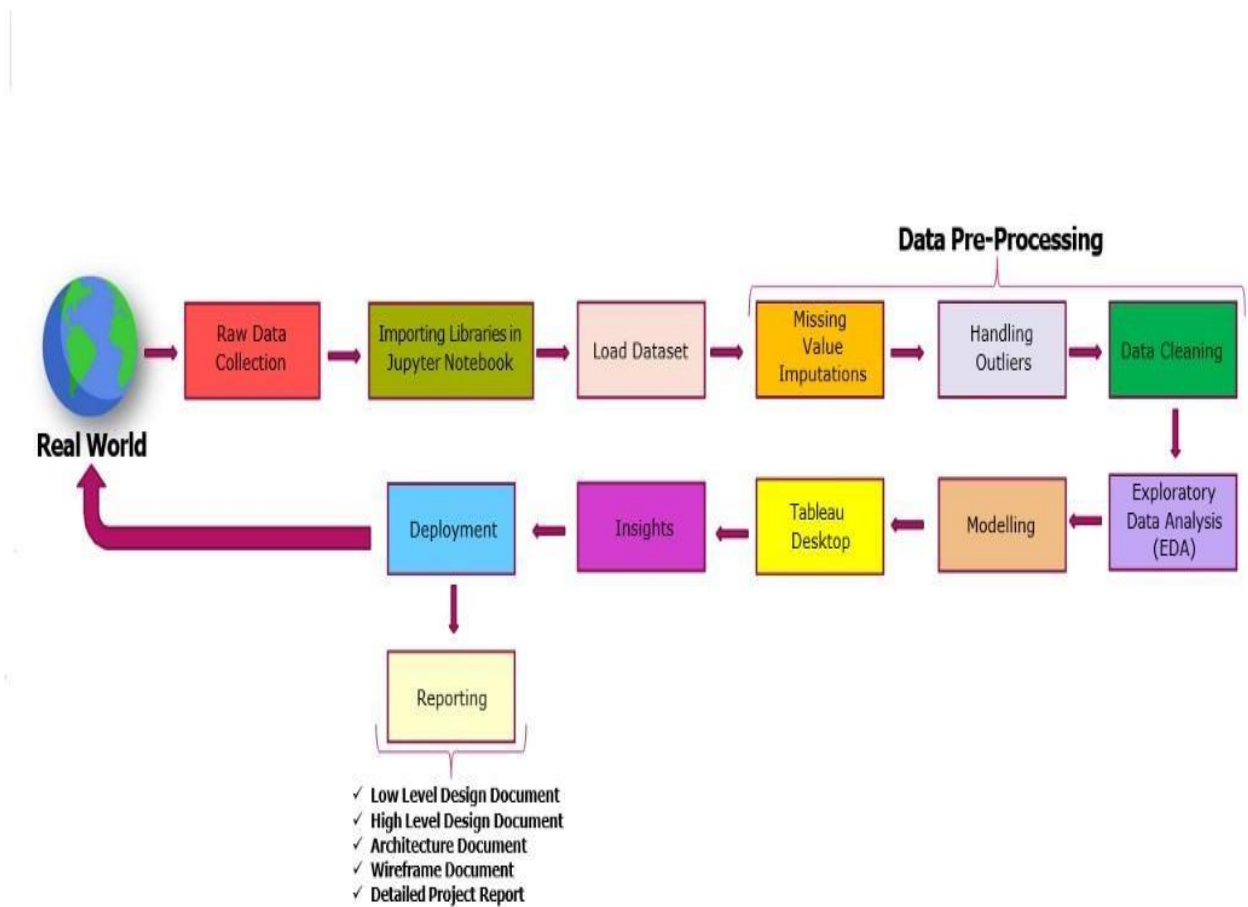 Data Pre-Processing
Raw Data
Collection
Importing Libraries in
Jupyter Notebook
Load Dataset
Missing
Value
Imputations
Handling
Outliers
Data Cleaning
Real World
Exploratory
Data Analysis
(EDA)
Modelling
Tableau
Desktop
Insights
Deployment
Reporting
✓ Low Level Design Document
✓ High Level Design Document
✓ Architecture Document
✓ Wireframe Document
✓ Detailed Project Report